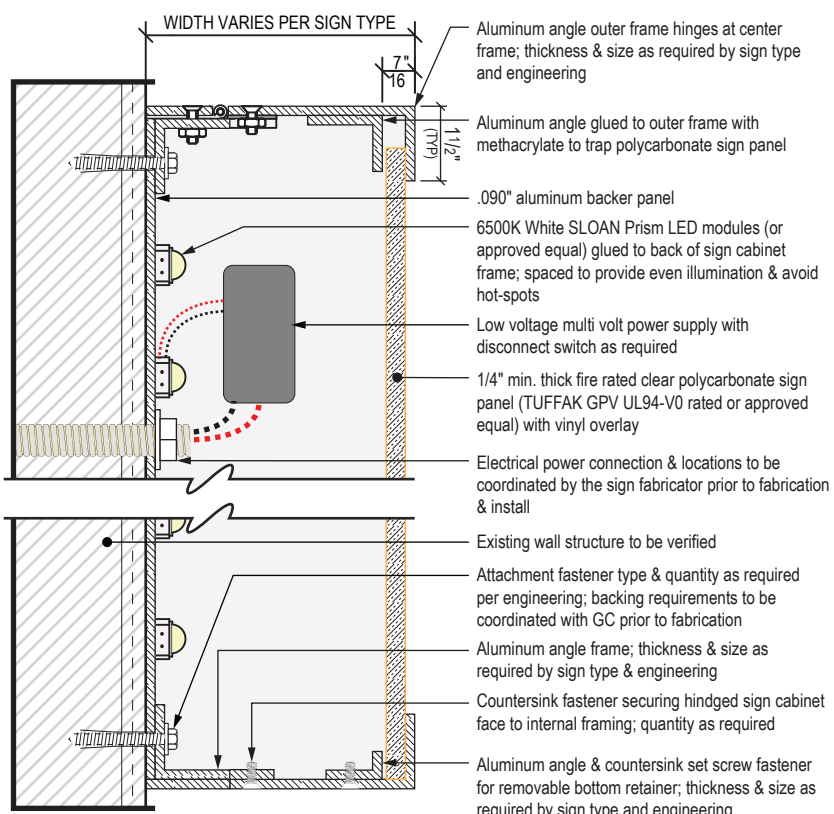 WIDTH VARIES PER SIGN TYPE
7"
16
1 1/2"
(TYP)
Aluminum angle outer frame hinges at center
frame; thickness & size as required by sign type
and engineering
Aluminum angle glued to outer frame with
methacrylate to trap polycarbonate sign panel
.090" aluminum backer panel
6500K White SLOAN Prism LED modules (or
approved equal) glued to back of sign cabinet
frame; spaced to provide even illumination & avoid
hot-spots
Low voltage multi volt power supply with
disconnect switch as required
1/4" min. thick fire rated clear polycarbonate sign
panel (TUFFAK GPV UL94-V0 rated or approved
equal) with vinyl overlay
Electrical power connection & locations to be
coordinated by the sign fabricator prior to fabrication
& install
Existing wall structure to be verified
Attachment fastener type & quantity as required
per engineering; backing requirements to be
coordinated with GC prior to fabrication
Aluminum angle frame; thickness & size as
required by sign type & engineering
Countersink fastener securing hindged sign cabinet
face to internal framing; quantity as required
Aluminum angle & countersink set screw fastener
for removable bottom retainer; thickness & size as
required by sign type and engineering